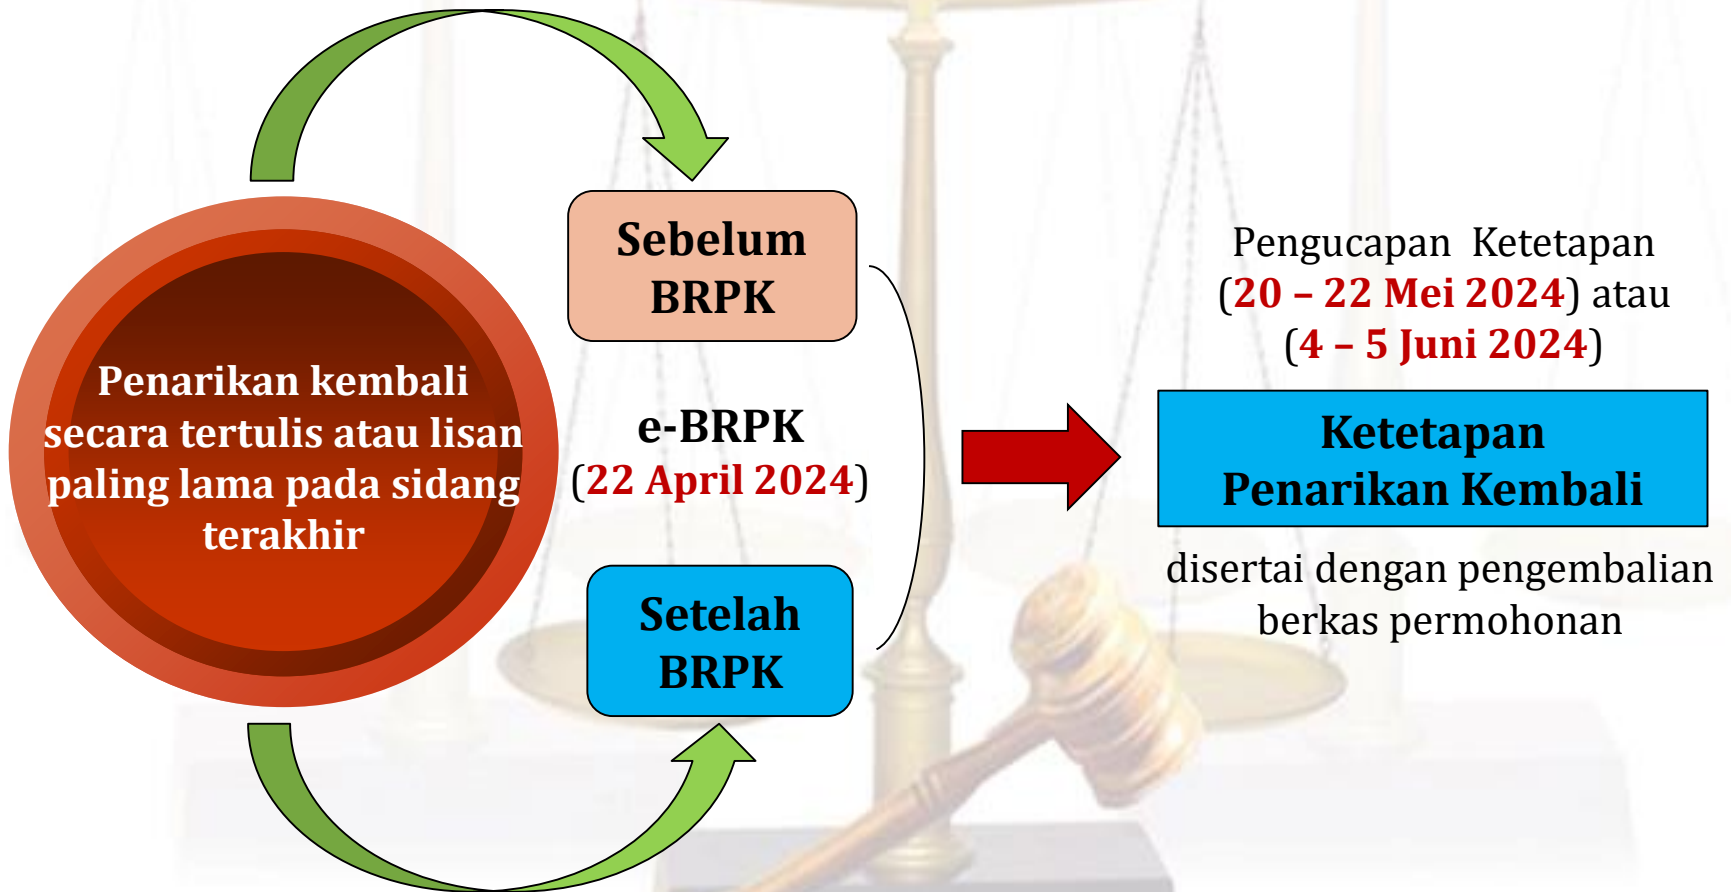 Penarikan kembali
secara tertulis atau lisan
paling lama pada sidang
terakhir
Sebelum
BRPK
e-BRPK
(22 April 2024)
Setelah
BRPK
Pengucapan Ketetapan
(20 – 22 Mei 2024) atau
(4 – 5 Juni 2024)
Ketetapan
Penarikan Kembali
disertai dengan pengembalian
berkas permohonan